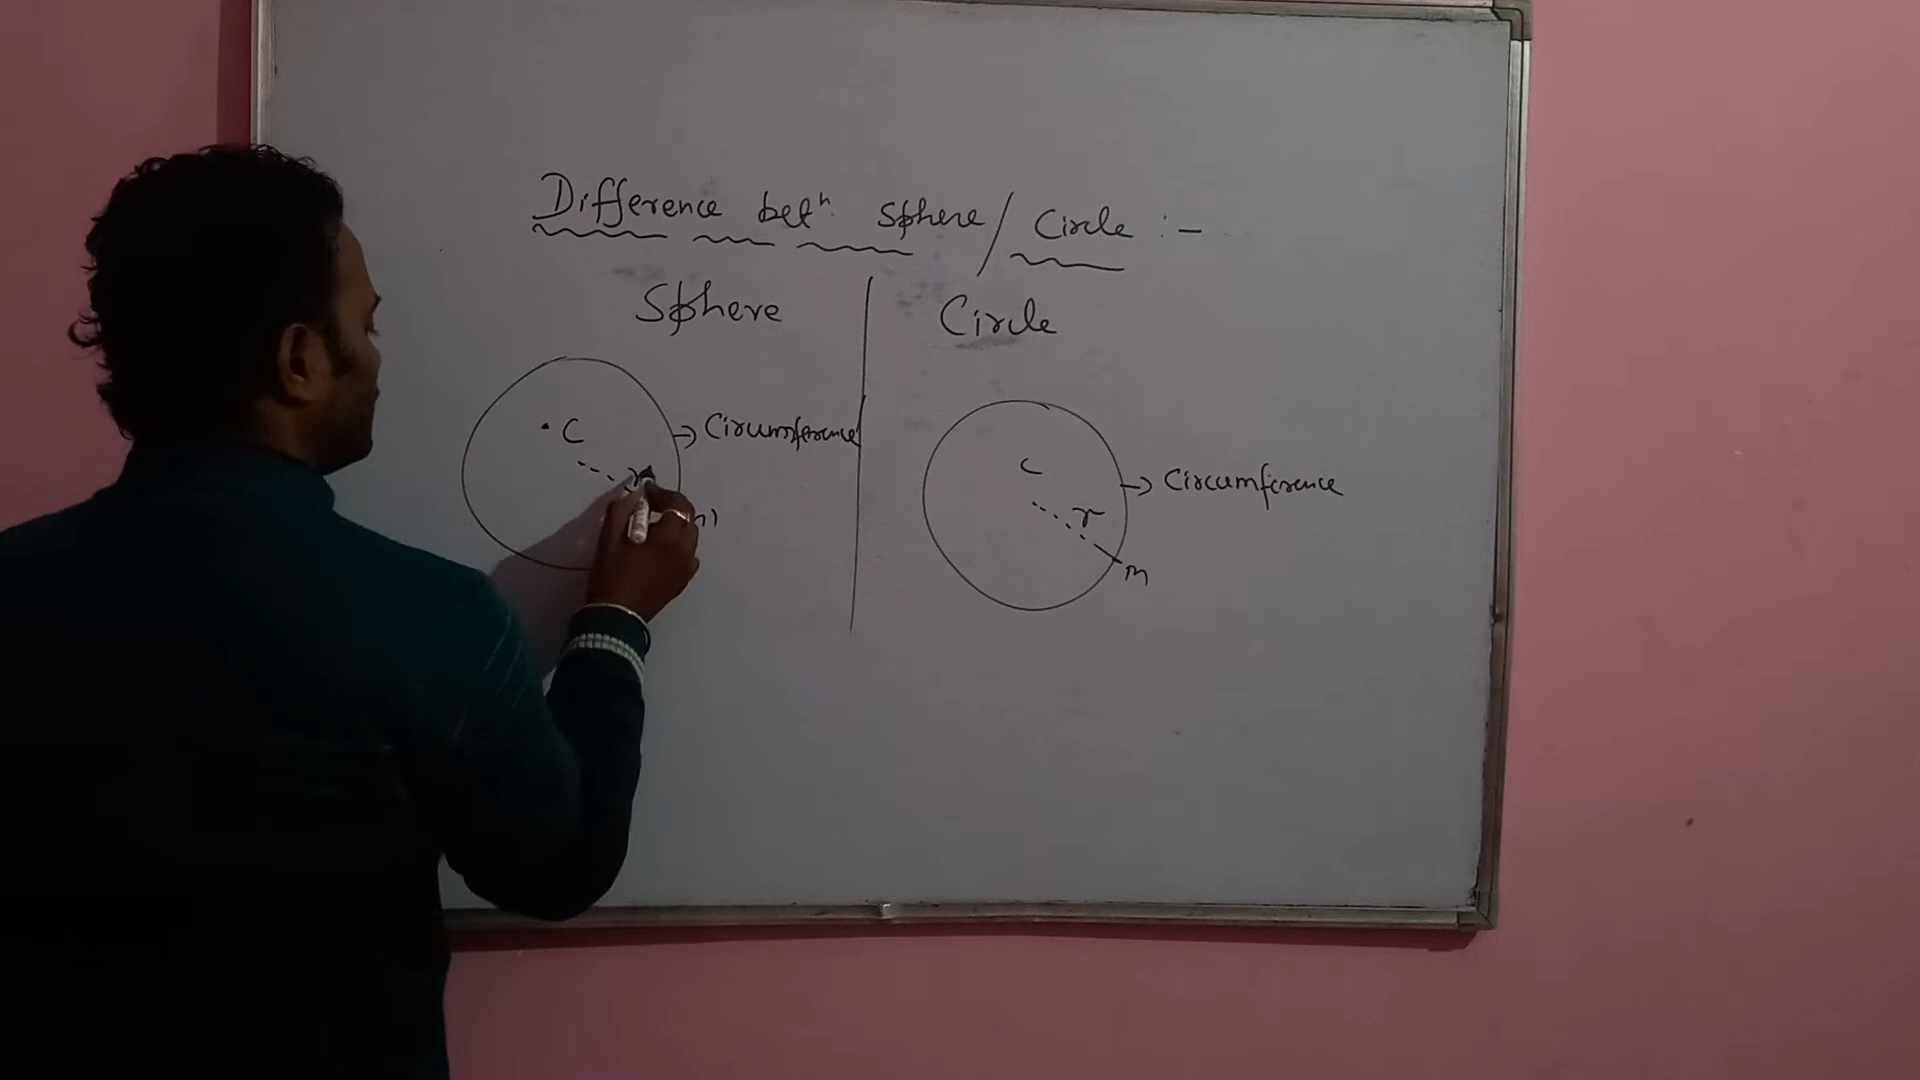 Difference betn. Sphere/Circle :-
Sphere
Circle
C
Circumference
r
m
C
Circumference
r
m